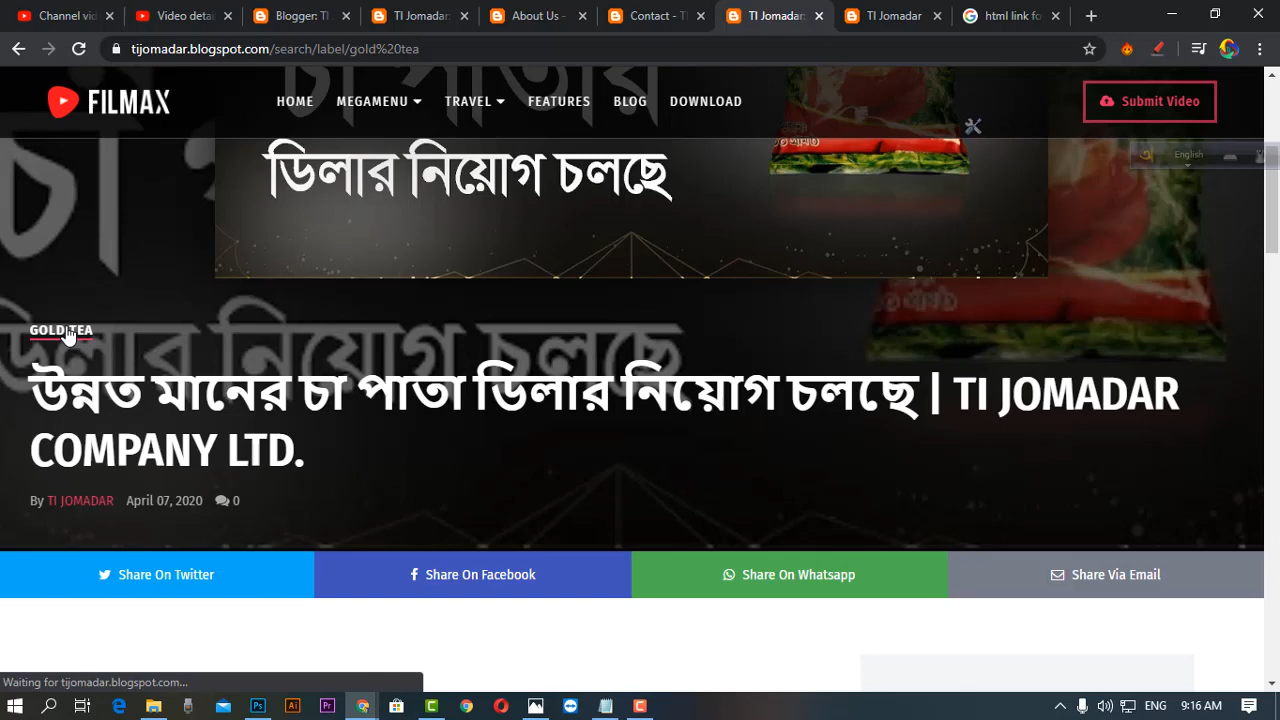 Channel vi
Video deta
Blogger: TI
TI Jomadar
About Us -
Contact - T
TI Jomadar
TI Jomadar
html link fo
tijomadar.blogspot.com/search/label/gold%20tea
FILMAX
HOME
MEGAMENU
TRAVEL
FEATURES
BLOG
DOWNLOAD
Submit Video
English
ডিলার নিয়োগ চলছে
GOLD TEA
উন্নত মানের চা পাতা ডিলার নিয়োগ চলছে | TI JOMADAR
COMPANY LTD.
By TI JOMADAR April 07, 2020 0
Share On Twitter
Share On Facebook
Share On Whatsapp
Share Via Email
Waiting for tijomadar.blogspot.com...
ENG
9:16 AM